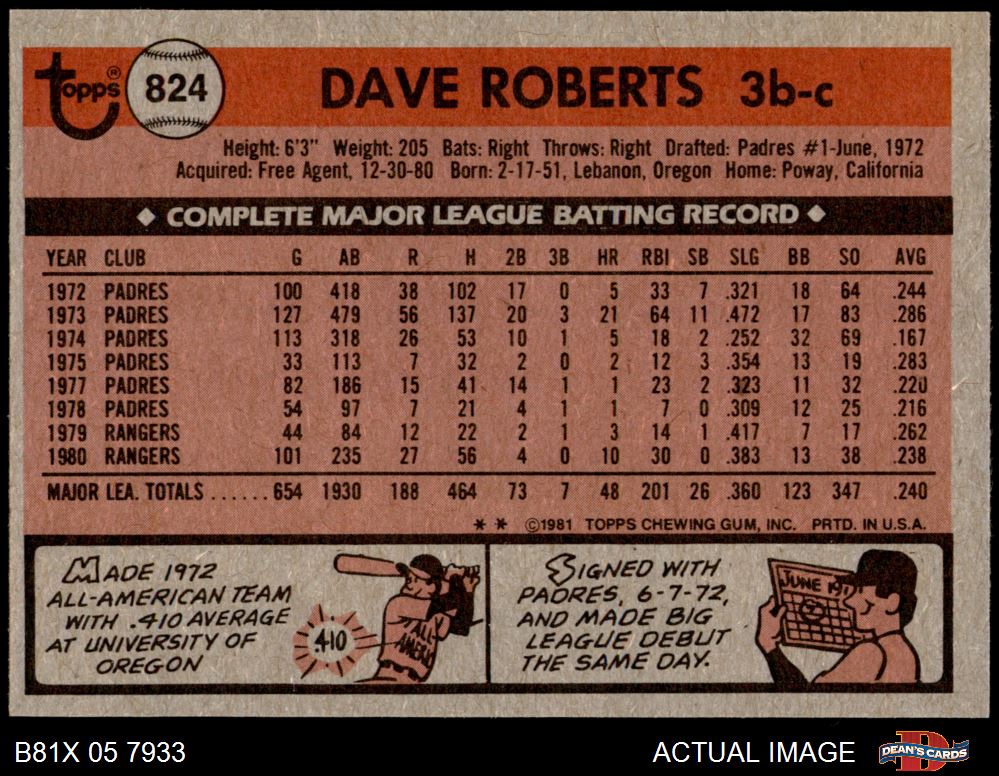 topps® 824 DAVE ROBERTS 3b-c
Height: 6'3" Weight: 205 Bats: Right Throws: Right Drafted: Padres #1-June, 1972
Acquired: Free Agent, 12-30-80 Born: 2-17-51, Lebanon, Oregon Home: Poway, California
◆ COMPLETE MAJOR LEAGUE BATTING RECORD ◆
YEAR CLUB G AB R H 2B 3B HR RBI SB SLG BB SO AVG
1972 PADRES 100 418 38 102 17 0 5 33 7 .321 18 64 .244
1973 PADRES 127 479 56 137 20 3 21 64 11 .472 17 83 .286
1974 PADRES 113 318 26 53 10 1 5 18 2 .252 32 69 .167
1975 PADRES 33 113 7 32 2 0 2 12 3 .354 13 19 .283
1977 PADRES 82 186 15 41 14 1 1 23 2 .323 11 32 .220
1978 PADRES 54 97 7 21 4 1 1 7 0 .309 12 25 .216
1979 RANGERS 44 84 12 22 2 1 3 14 1 .417 7 17 .262
1980 RANGERS 101 235 27 56 4 0 10 30 0 .383 13 38 .238
MAJOR LEA. TOTALS ...... 654 1930 188 464 73 7 48 201 26 .360 123 347 .240
* * ©1981 TOPPS CHEWING GUM, INC. PRTD. IN U.S.A.
MADE 1972
ALL-AMERICAN TEAM
WITH .410 AVERAGE
AT UNIVERSITY OF
OREGON
.410
ALL-
AMERI
SIGNED WITH
PADRES, 6-7-72,
AND MADE BIG
LEAGUE DEBUT
THE SAME DAY.
JUNE 197
B81X 05 7933 ACTUAL IMAGE DEAN'S CARDS